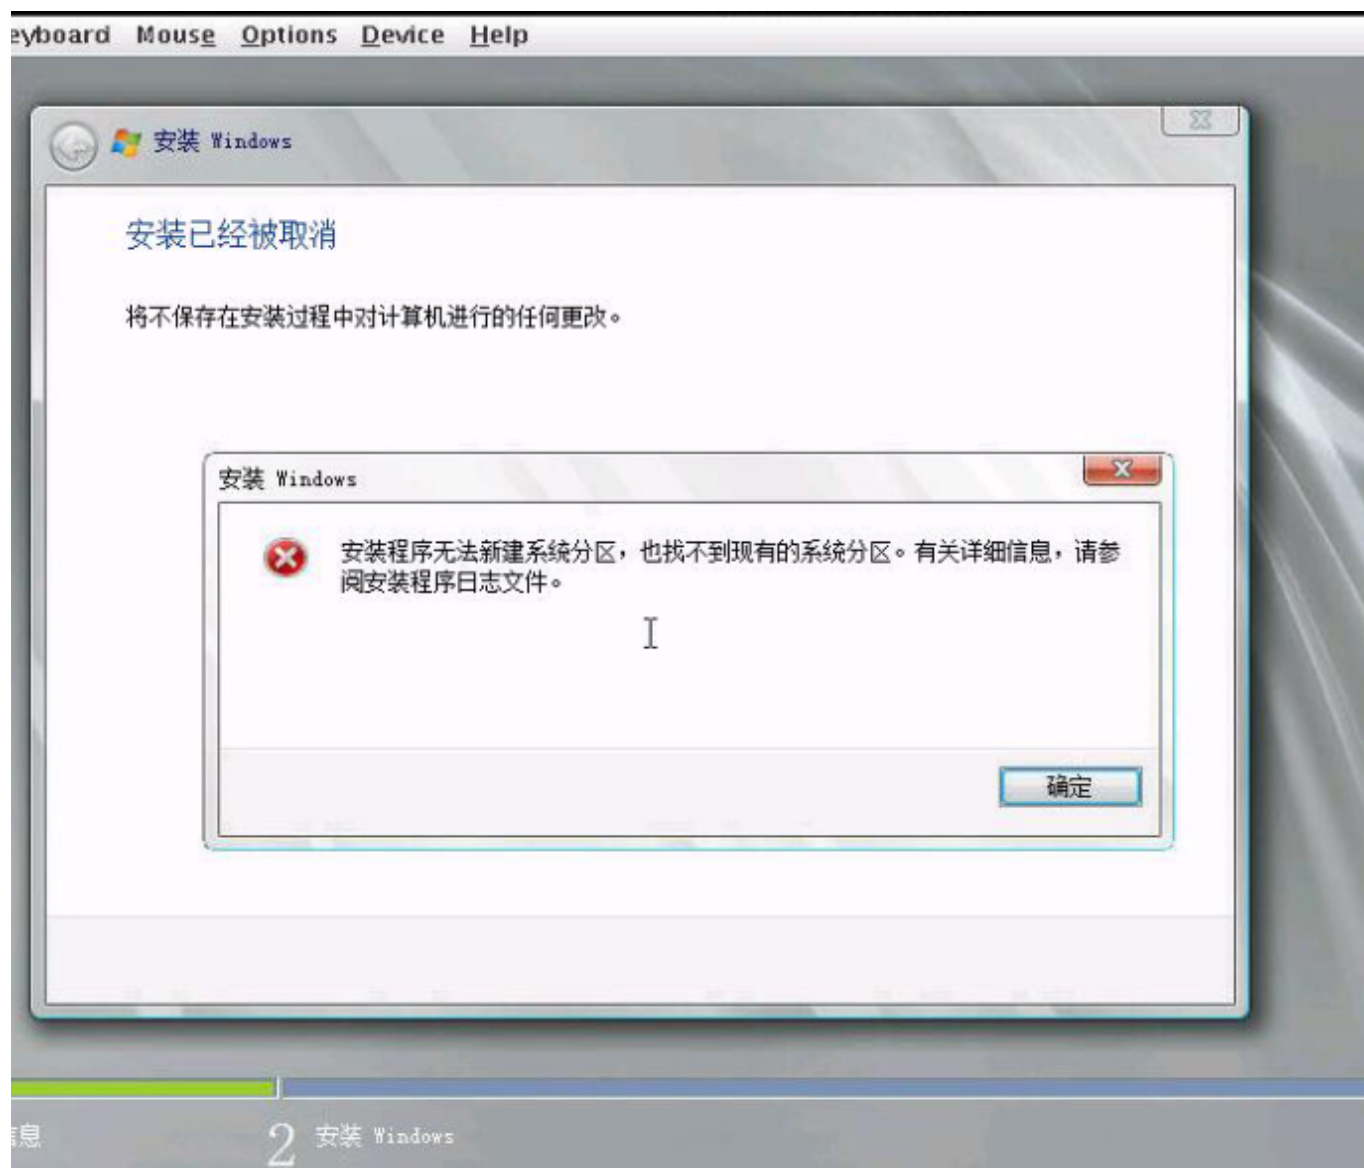 eyboard Mouse Options Device Help
安装 Windows
安装已经被取消
将不保存在安装过程中对计算机进行的任何更改。
安装 Windows
安装程序无法新建系统分区，也找不到现有的系统分区。有关详细信息，请参
阅安装程序日志文件。
确定
信息
2 安装 Windows